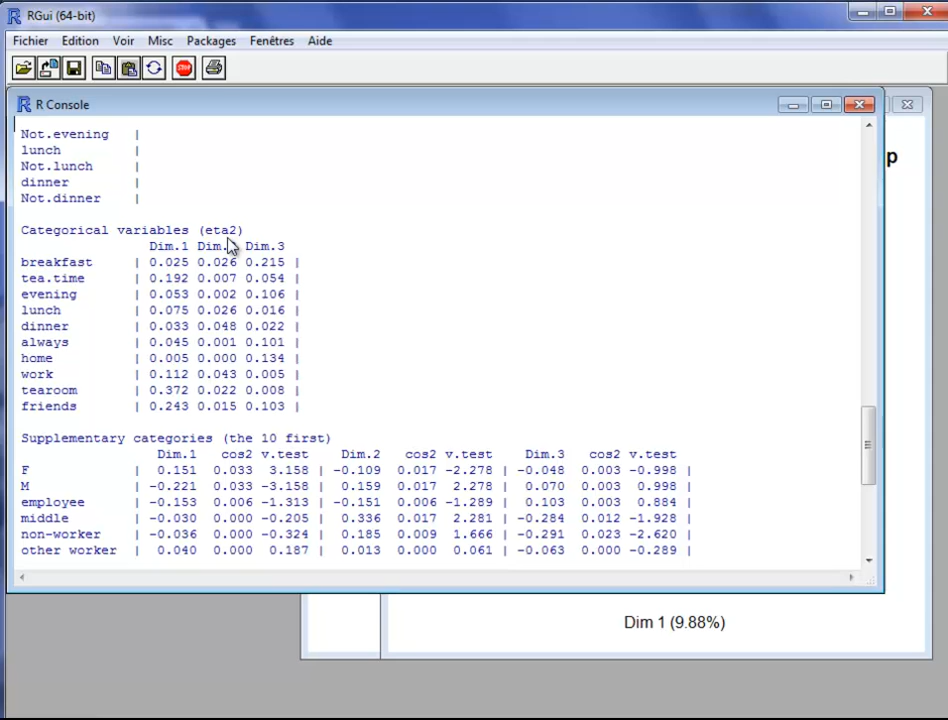 RGui (64-bit)
Fichier Edition Voir Misc Packages Fenêtres Aide
STOP
R Console
Not.evening |
lunch |
Not.lunch |
dinner |
Not.dinner |
Categorical variables (eta2)
Dim.1 Dim. Dim.3
breakfast | 0.025 0.026 0.215 |
tea.time | 0.192 0.007 0.054 |
evening | 0.053 0.002 0.106 |
lunch | 0.075 0.026 0.016 |
dinner | 0.033 0.048 0.022 |
always | 0.045 0.001 0.101 |
home | 0.005 0.000 0.134 |
work | 0.112 0.043 0.005 |
tearoom | 0.372 0.022 0.008 |
friends | 0.243 0.015 0.103 |
Supplementary categories (the 10 first)
Dim.1 cos2 v.test Dim.2 cos2 v.test Dim.3 cos2 v.test
F | 0.151 0.033 3.158 | -0.109 0.017 -2.278 | -0.048 0.003 -0.998 |
M | -0.221 0.033 -3.158 | 0.159 0.017 2.278 | 0.070 0.003 0.998 |
employee | -0.153 0.006 -1.313 | -0.151 0.006 -1.289 | 0.103 0.003 0.884 |
middle | -0.030 0.000 -0.205 | 0.336 0.017 2.281 | -0.284 0.012 -1.928 |
non-worker | -0.036 0.000 -0.324 | 0.185 0.009 1.666 | -0.291 0.023 -2.620 |
other worker | 0.040 0.000 0.187 | 0.013 0.000 0.061 | -0.063 0.000 -0.289 |
p
Dim 1 (9.88%)